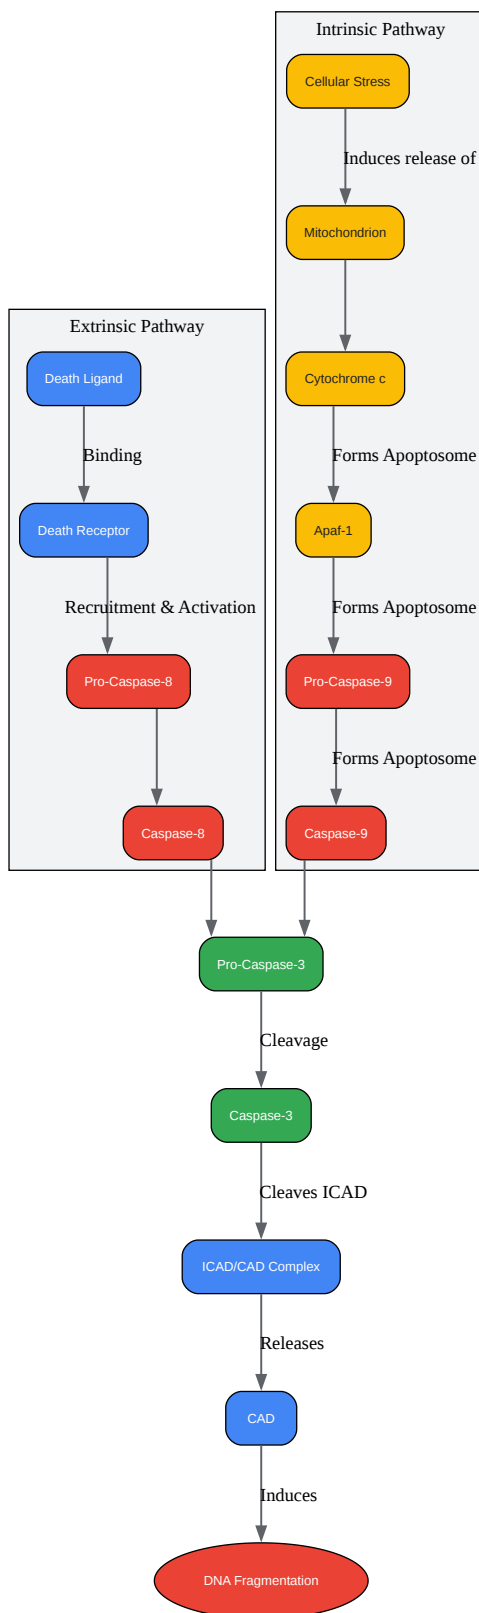 Intrinsic Pathway
Cellular Stress
Induces release of
Mitochondrion
Extrinsic Pathway
Death Ligand
Cytochrome c
Binding
Forms Apoptosome
Death Receptor
Apaf-1
Recruitment & Activation
Forms Apoptosome
Pro-Caspase-8
Pro-Caspase-9
Forms Apoptosome
Caspase-8
Caspase-9
Pro-Caspase-3
Cleavage
Caspase-3
Cleaves ICAD
ICAD/CAD Complex
Releases
CAD
Induces
DNA Fragmentation